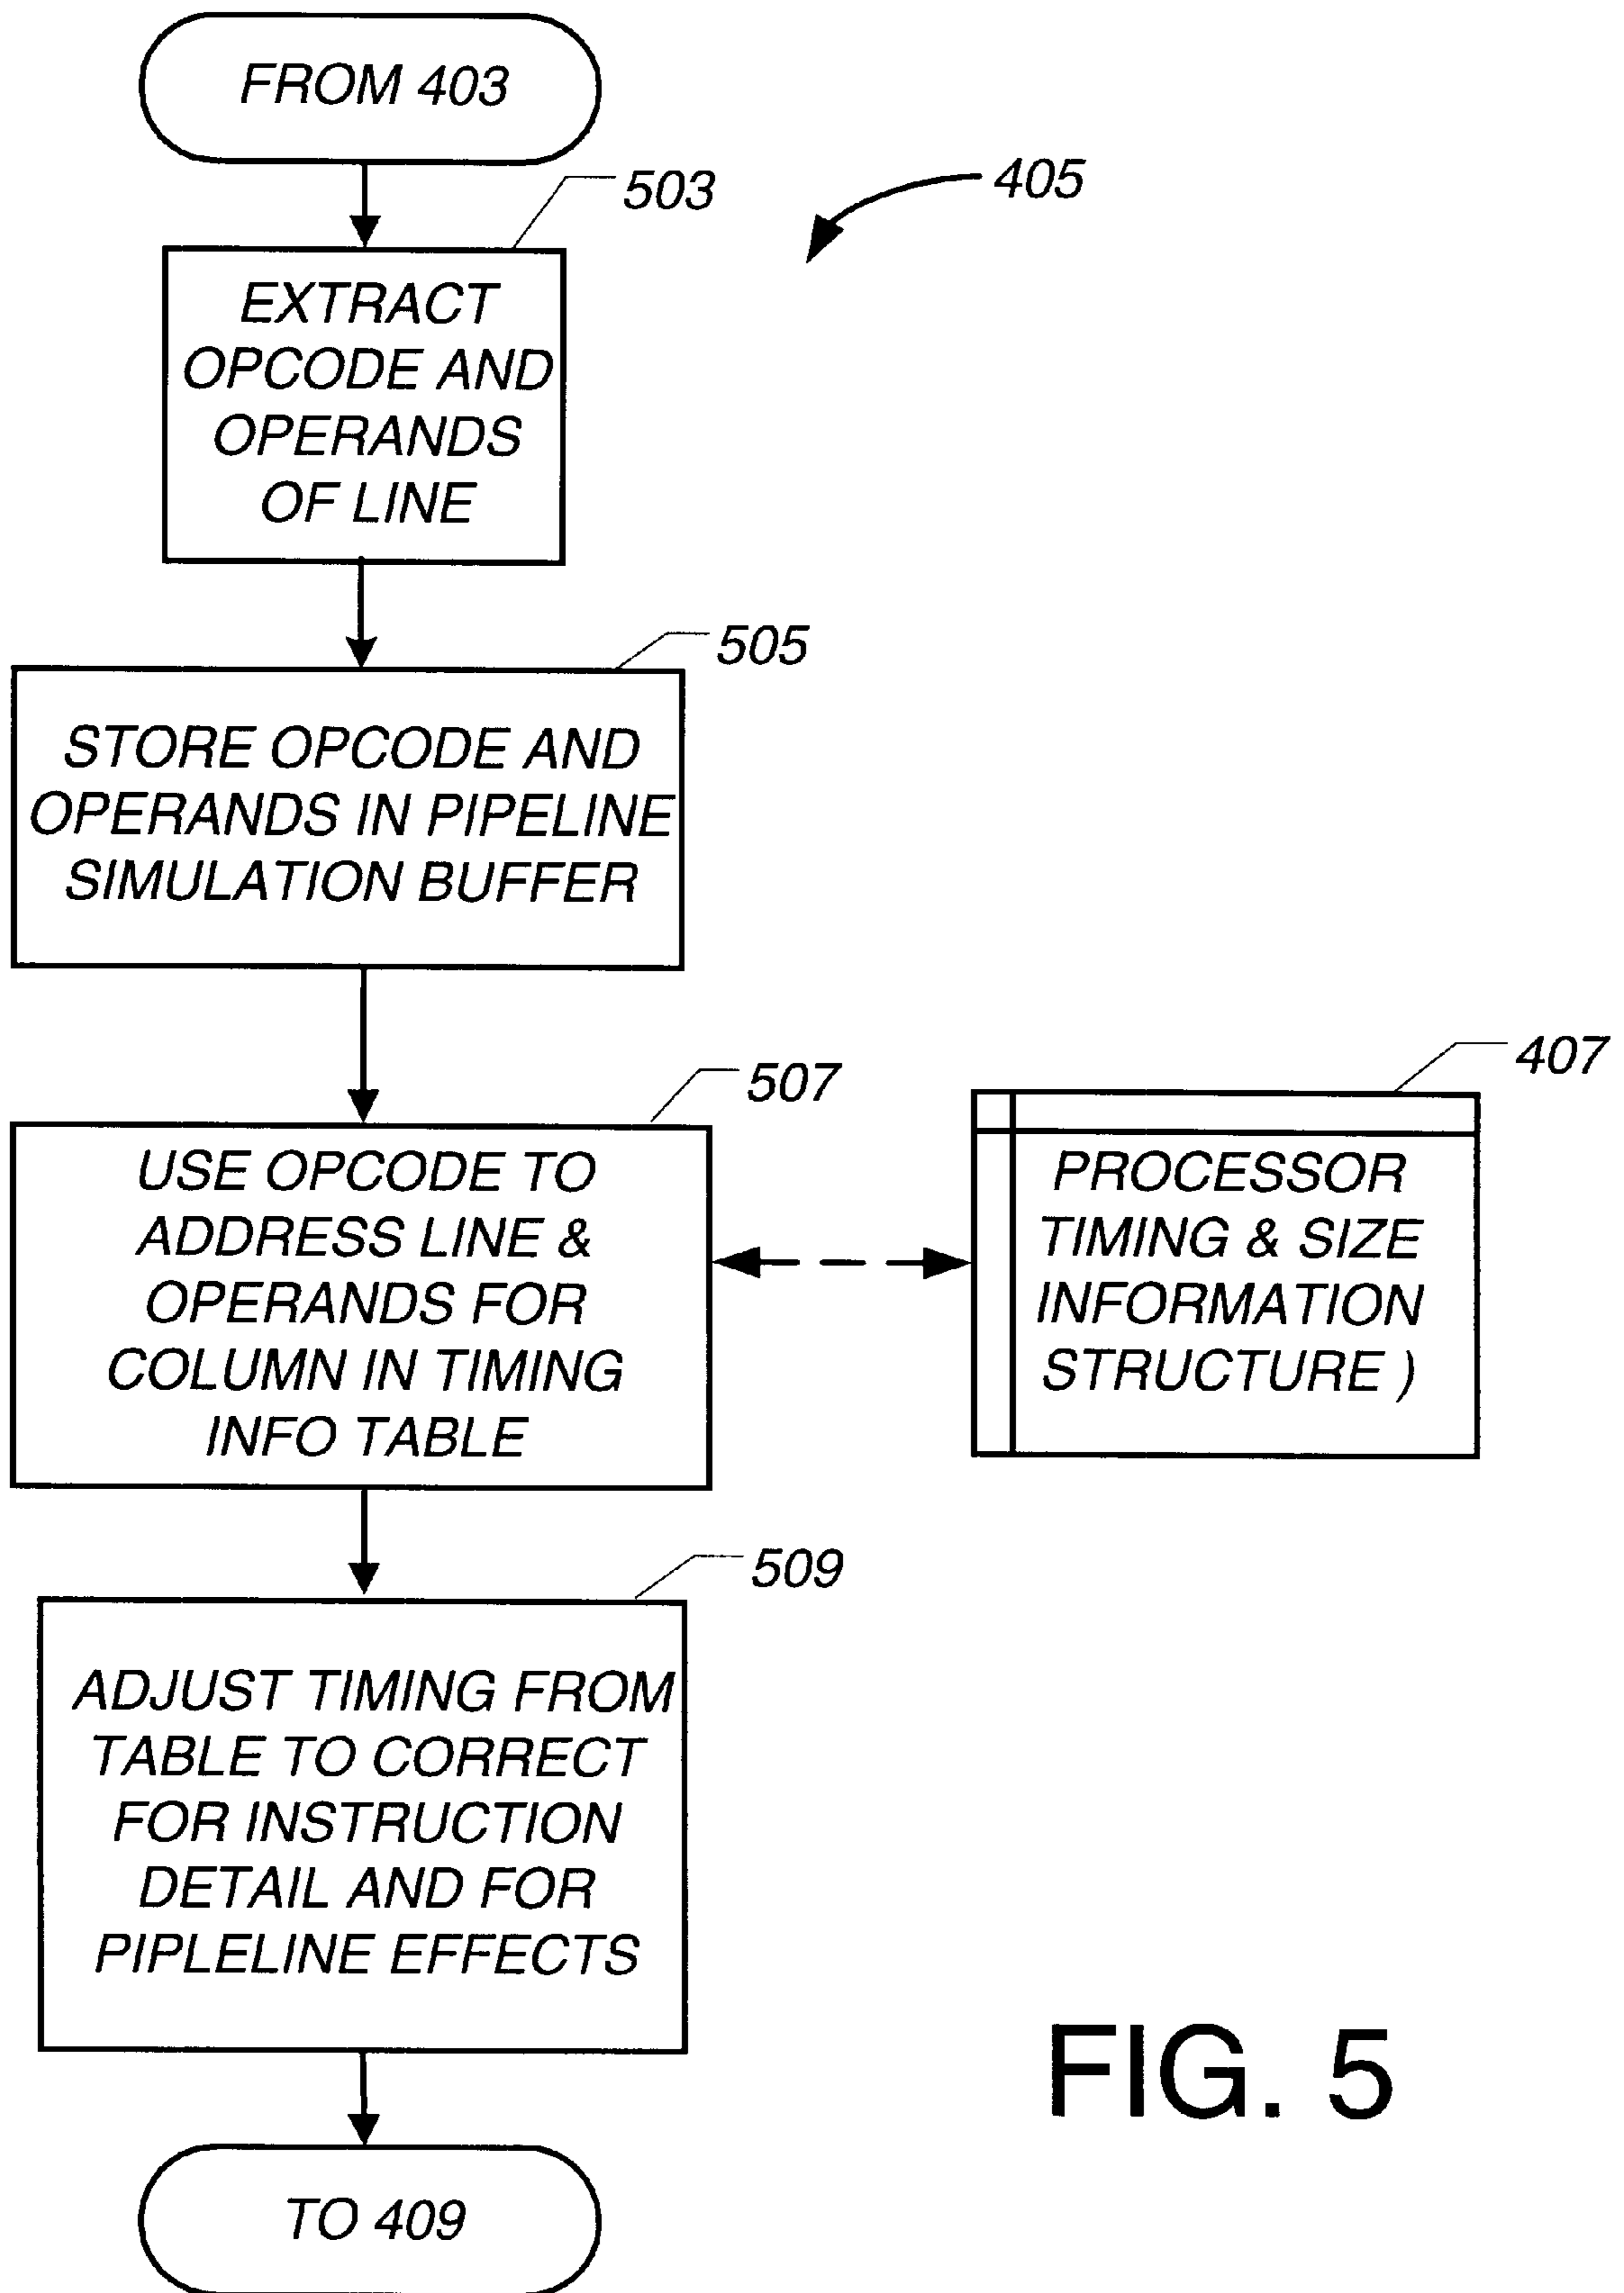 FROM 403
405
503
EXTRACT
OPCODE AND
OPERANDS
OF LINE
505
STORE OPCODE AND
OPERANDS IN PIPELINE
SIMULATION BUFFER
507
USE OPCODE TO
ADDRESS LINE &
OPERANDS FOR
COLUMN IN TIMING
INFO TABLE
407
PROCESSOR
TIMING & SIZE
INFORMATION
STRUCTURE )
509
ADJUST TIMING FROM
TABLE TO CORRECT
FOR INSTRUCTION
DETAIL AND FOR
PIPLELINE EFFECTS
TO 409
FIG. 5